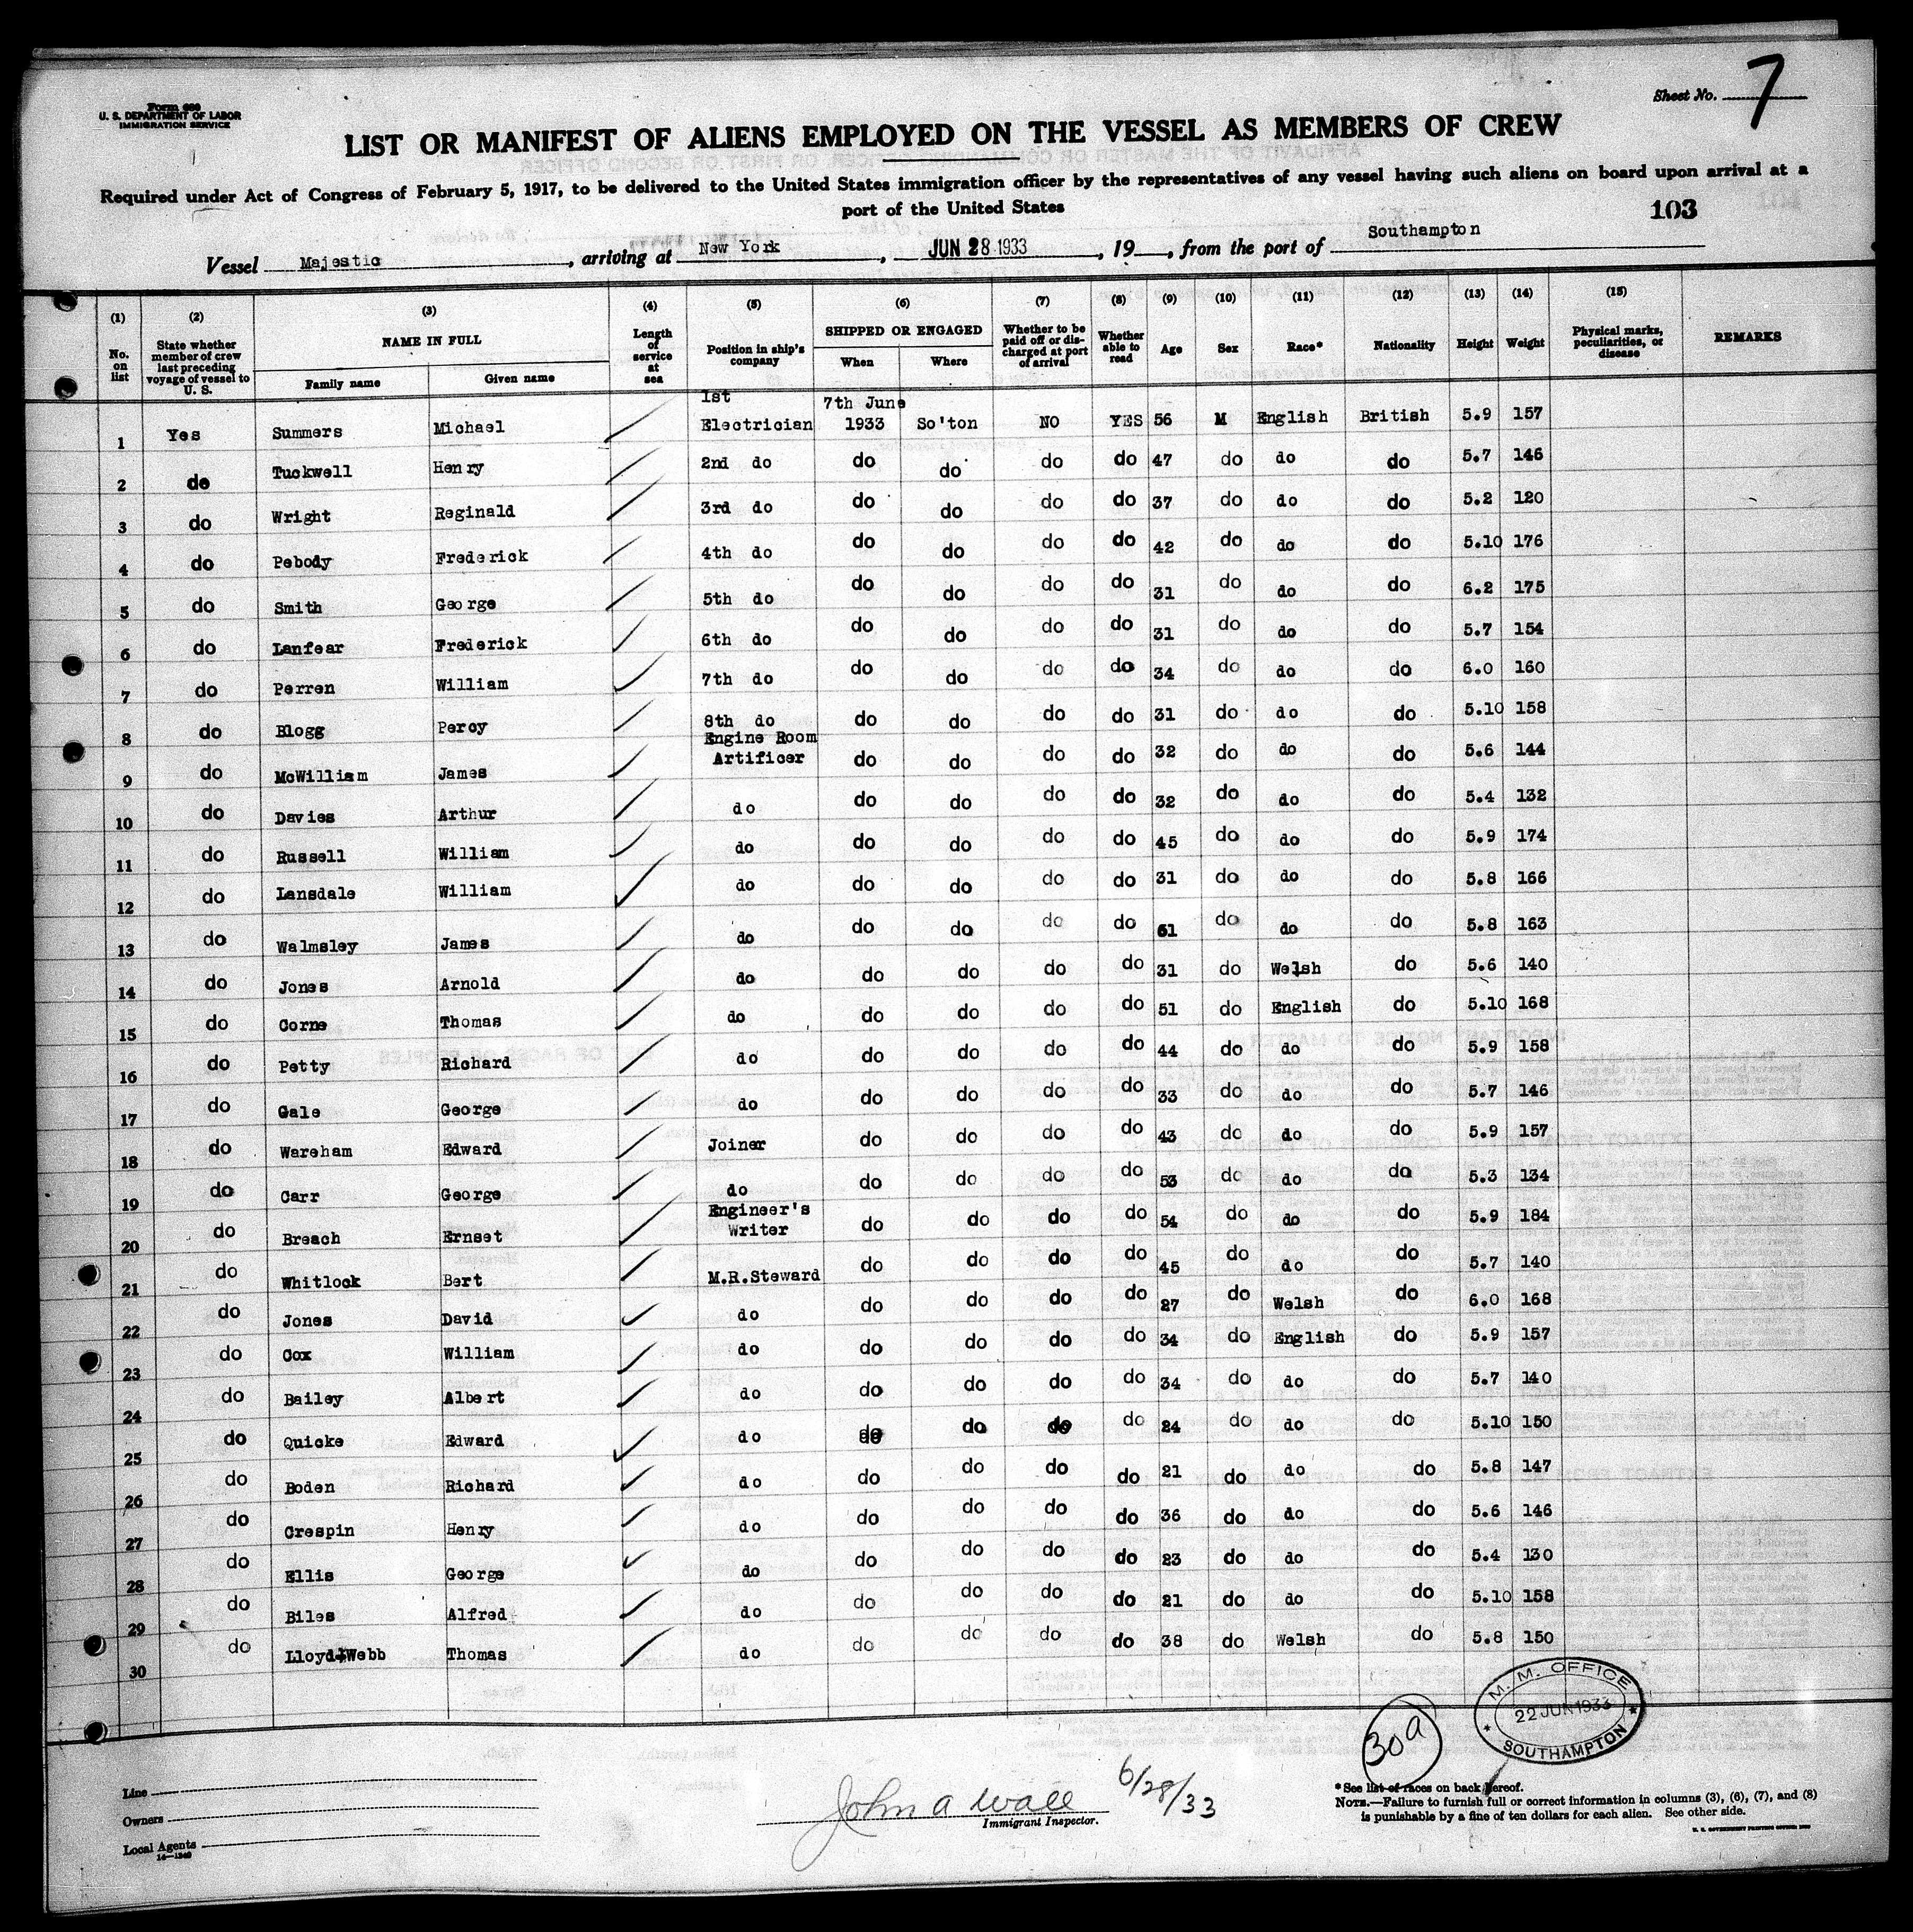 Form 680
U. S. DEPARTMENT OF LABOR
IMMIGRATION SERVICE
Sheet No. 7
LIST OR MANIFEST OF ALIENS EMPLOYED ON THE VESSEL AS MEMBERS OF CREW
Required under Act of Congress of February 5, 1917, to be delivered to the United States immigration officer by the representatives of any vessel having such aliens on board upon arrival at a
port of the United States
103
Vessel Majestic, arriving at New York, JUN 28 1933, 19__, from the port of Southampton
(1) (2) (3) (4) (5) (6) (7) (8) (9) (10) (11) (12) (13) (14) (15)
No. on list
State whether member of crew last preceding voyage of vessel to U. S.
NAME IN FULL
Family name
Given name
Length of service at sea
Position in ship's company
SHIPPED OR ENGAGED
When
Where
Whether to be paid off or discharged at port of arrival
Whether able to read
Age
Sex
Race*
Nationality
Height
Weight
Physical marks, peculiarities, or disease
REMARKS
1 Yes Summers Michael 1st Electrician 7th June 1933 So'ton NO YES 56 M English British 5.9 157
2 do Tuckwell Henry 2nd do do do do do 47 do do do 5.7 146
3 do Wright Reginald 3rd do do do do do 37 do do do 5.2 120
4 do Pebody Frederick 4th do do do do do 42 do do do 5.10 176
5 do Smith George 5th do do do do do 31 do do do 6.2 175
6 do Lanfear Frederick 6th do do do do do 31 do do do 5.7 154
7 do Perren William 7th do do do do do 34 do do do 6.0 160
8 do Blogg Percy 8th do do do do do 31 do do do 5.10 158
9 do McWilliam James Engine Room Artificer do do do do 32 do do do 5.6 144
10 do Davies Arthur do do do do do 32 do do do 5.4 132
11 do Russell William do do do do do 45 do do do 5.9 174
12 do Lansdale William do do do do do 31 do do do 5.8 166
13 do Walmsley James do do do do do 61 do do do 5.8 163
14 do Jones Arnold do do do do do 31 do Welsh do 5.6 140
15 do Corne Thomas do do do do do 51 do English do 5.10 168
16 do Petty Richard do do do do do 44 do do do 5.9 158
17 do Gale George do do do do do 33 do do do 5.7 146
18 do Wareham Edward Joiner do do do do 43 do do do 5.9 157
19 do Carr George do do do do do 53 do do do 5.3 134
20 do Breach Ernset Engineer's Writer do do do do 54 do do do 5.9 184
21 do Whitlock Bert M.R.Steward do do do do 45 do do do 5.7 140
22 do Jones David do do do do do 27 do Welsh do 6.0 168
23 do Cox William do do do do do 34 do English do 5.9 157
24 do Bailey Albert do do do do do 34 do do do 5.7 140
25 do Quicke Edward do do do do do 24 do do do 5.10 150
26 do Boden Richard do do do do do 21 do do do 5.8 147
27 do Crespin Henry do do do do do 36 do do do 5.6 146
28 do Ellis George do do do do do 23 do do do 5.4 130
29 do Biles Alfred do do do do do 21 do do do 5.10 158
30 do Lloyd-Webb Thomas do do do do do 38 do Welsh do 5.8 150
30a
M. M. OFFICE
22 JUN 1933
SOUTHAMPTON
Line
Owners
Local Agents
14—1240
John A Wall 6/28/33
Immigrant Inspector.
*See list of races on back hereof.
NOTE.—Failure to furnish full or correct information in columns (3), (6), (7), and (8)
is punishable by a fine of ten dollars for each alien. See other side.